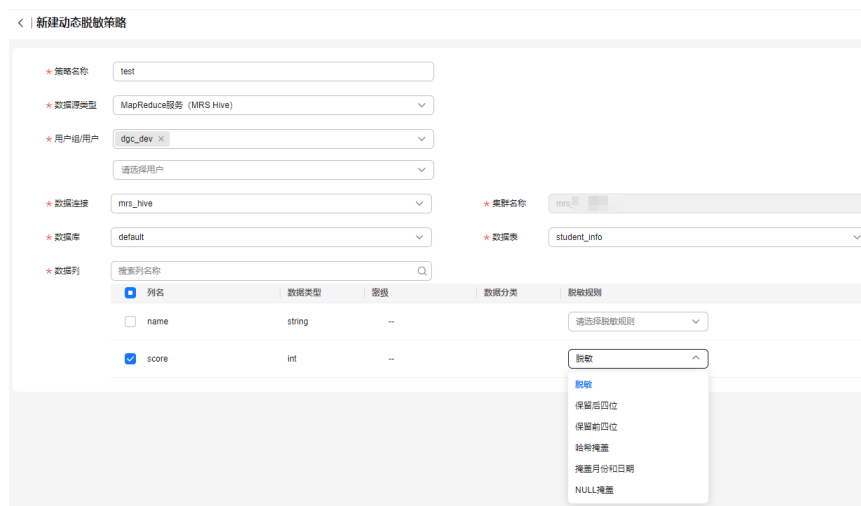 新建动态脱敏策略
* 策略名称 test
* 数据源类型 MapReduce服务（MRS Hive）
* 用户组/用户 dgc_dev ×
请选择用户
* 数据连接 mrs_hive * 集群名称 mrs_
* 数据库 default * 数据表 student_info
* 数据列 搜索列名称
列名 数据类型 密级 数据分类 脱敏规则
name string -- 请选择脱敏规则
score int -- 脱敏
脱敏
保留后四位
保留前四位
哈希掩盖
掩盖月份和日期
NULL掩盖